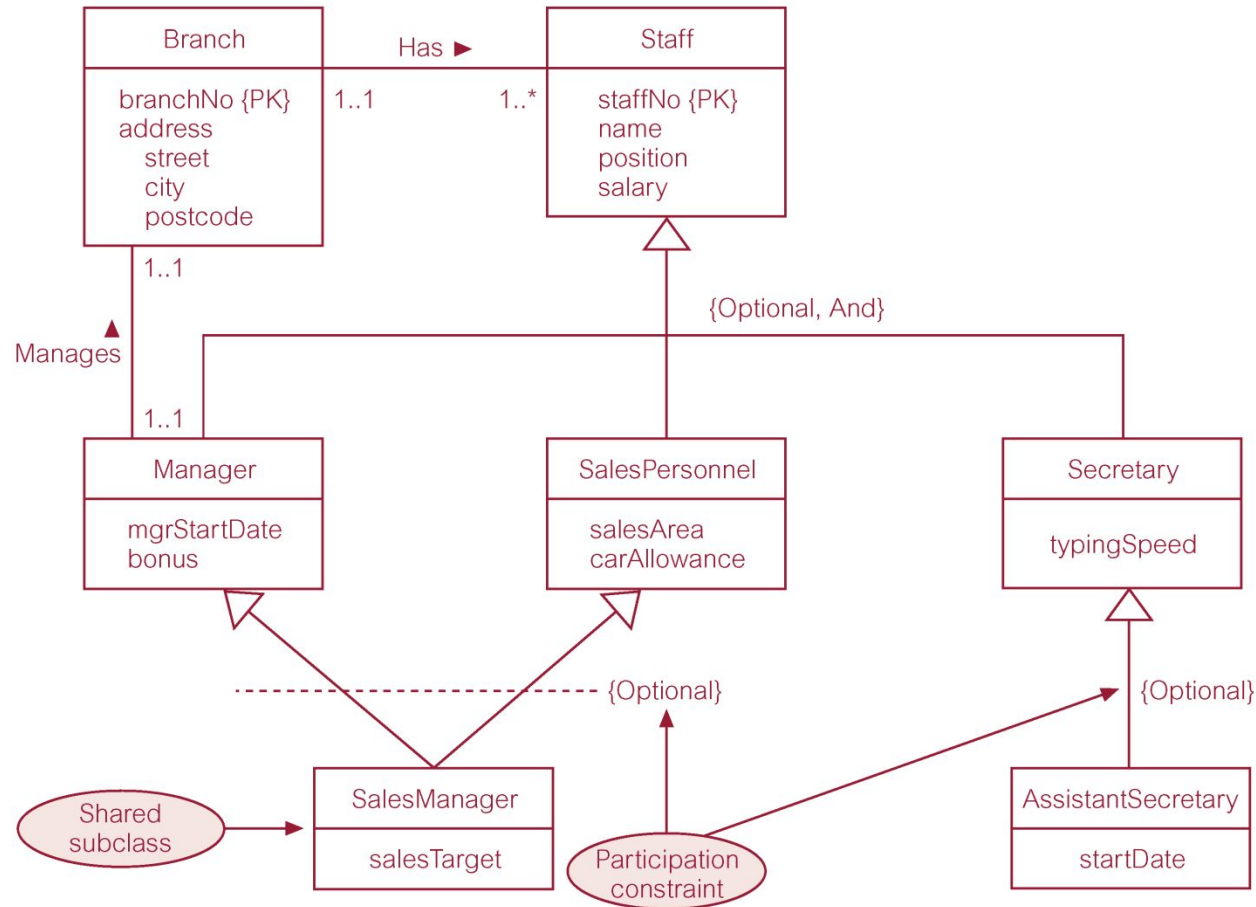 Branch
Has ►
Staff
branchNo {PK}
address
street
city
postcode
1..1
1..*
staffNo {PK}
name
position
salary
1..1
{Optional, And}
▲
Manages
1..1
Manager
mgrStartDate
bonus
SalesPersonnel
salesArea
carAllowance
Secretary
typingSpeed
{Optional}
{Optional}
Shared
subclass
SalesManager
salesTarget
Participation
constraint
AssistantSecretary
startDate